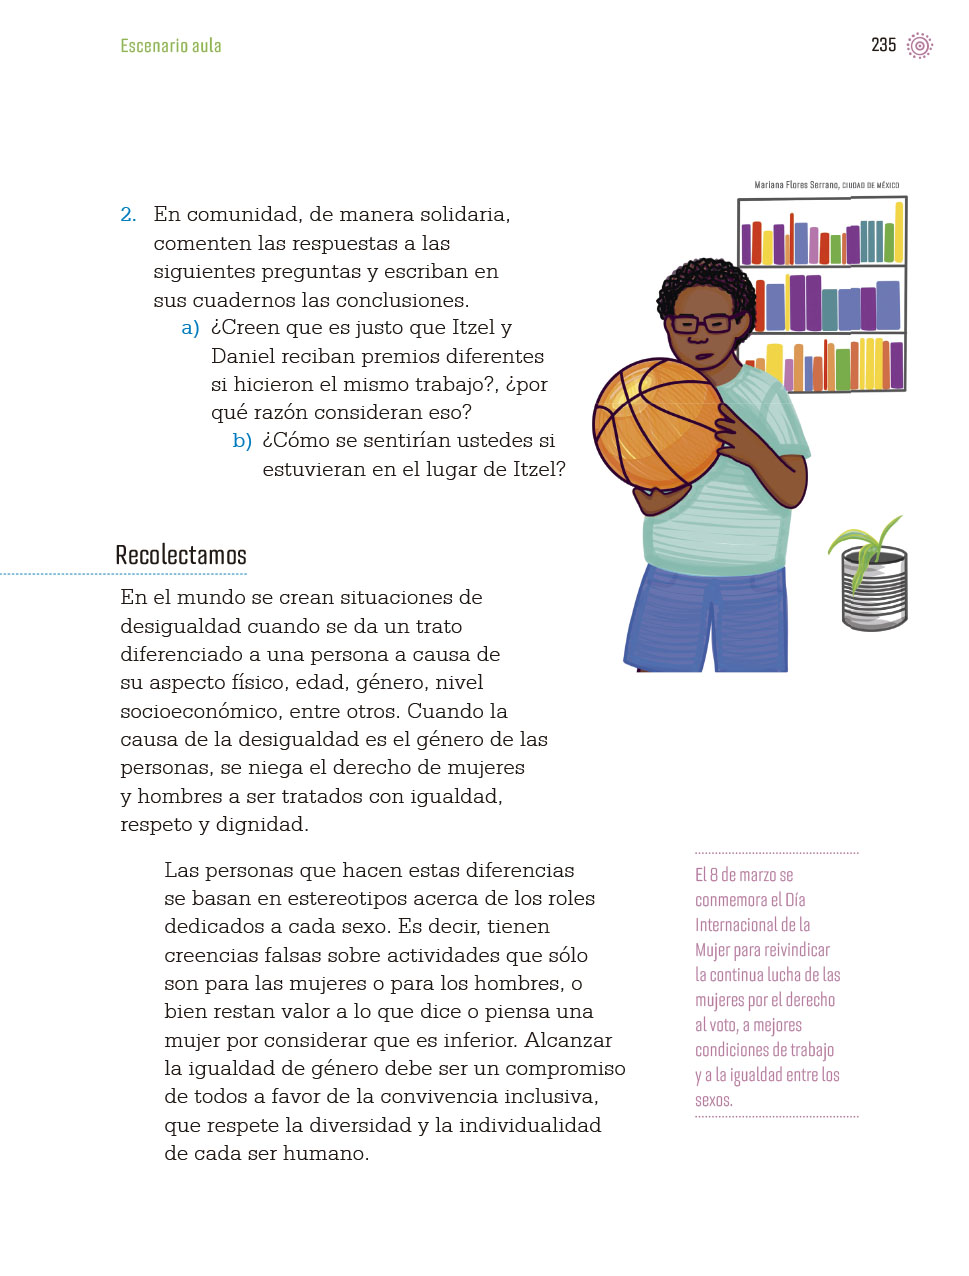 Escenario aula
235
Mariana Flores Serrano, CIUDAD DE MÉXICO
2. En comunidad, de manera solidaria,
comenten las respuestas a las
siguientes preguntas y escriban en
sus cuadernos las conclusiones.
a) ¿Creen que es justo que Itzel y
Daniel reciban premios diferentes
si hicieron el mismo trabajo?, ¿por
qué razón consideran eso?
b) ¿Cómo se sentirían ustedes si
estuvieran en el lugar de Itzel?
Recolectamos
En el mundo se crean situaciones de
desigualdad cuando se da un trato
diferenciado a una persona a causa de
su aspecto físico, edad, género, nivel
socioeconómico, entre otros. Cuando la
causa de la desigualdad es el género de las
personas, se niega el derecho de mujeres
y hombres a ser tratados con igualdad,
respeto y dignidad.
Las personas que hacen estas diferencias
se basan en estereotipos acerca de los roles
dedicados a cada sexo. Es decir, tienen
creencias falsas sobre actividades que sólo
son para las mujeres o para los hombres, o
bien restan valor a lo que dice o piensa una
mujer por considerar que es inferior. Alcanzar
la igualdad de género debe ser un compromiso
de todos a favor de la convivencia inclusiva,
que respete la diversidad y la individualidad
de cada ser humano.
El 8 de marzo se
conmemora el Día
Internacional de la
Mujer para reivindicar
la continua lucha de las
mujeres por el derecho
al voto, a mejores
condiciones de trabajo
y a la igualdad entre los
sexos.